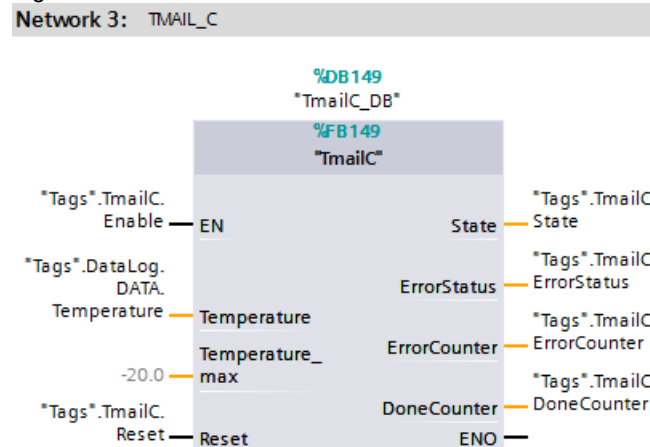 Network 3: TMAIL_C
%DB149
"TmailC_DB"
%FB149
"TmailC"
"Tags".TmailC.
Enable
EN
"Tags".DataLog.
DATA.
Temperature
Temperature
-20.0
Temperature_
max
"Tags".TmailC.
Reset
Reset
State
"Tags".TmailC
State
ErrorStatus
"Tags".TmailC
ErrorStatus
ErrorCounter
"Tags".TmailC
ErrorCounter
DoneCounter
"Tags".TmailC
DoneCounter
ENO